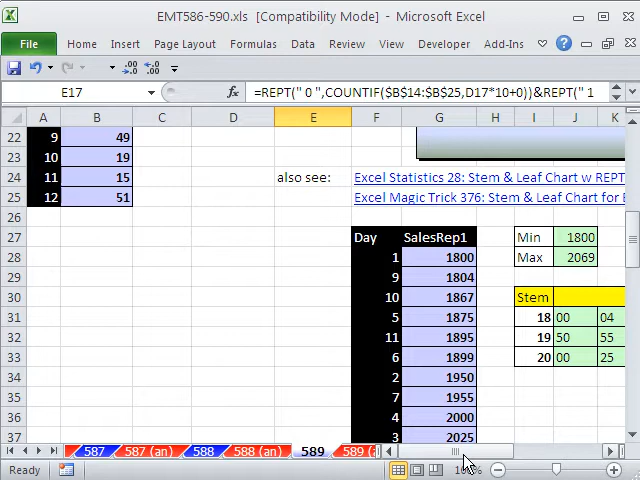 EMT586-590.xls [Compatibility Mode] - Microsoft Excel
File Home Insert Page Layout Formulas Data Review View Developer Add-Ins
E17 fx =REPT(" 0 ",COUNTIF($B$14:$B$25,D17*10+0))&REPT(" 1
A B C D E F G H I J K
22 9 49
23 10 19
24 11 15 also see: Excel Statistics 28: Stem & Leaf Chart w REPT
25 12 51 Excel Magic Trick 376: Stem & Leaf Chart for
26
27 Day SalesRep1 Min 1800
28 1 1800 Max 2069
29 9 1804
30 10 1867 Stem
31 5 1875 18 00 04
32 11 1895 19 50 55
33 6 1899 20 00 25
34 2 1950
35 7 1955
36 4 2000
37 3 2025
587 587 (an) 588 588 (an) 589 589 (a
Ready